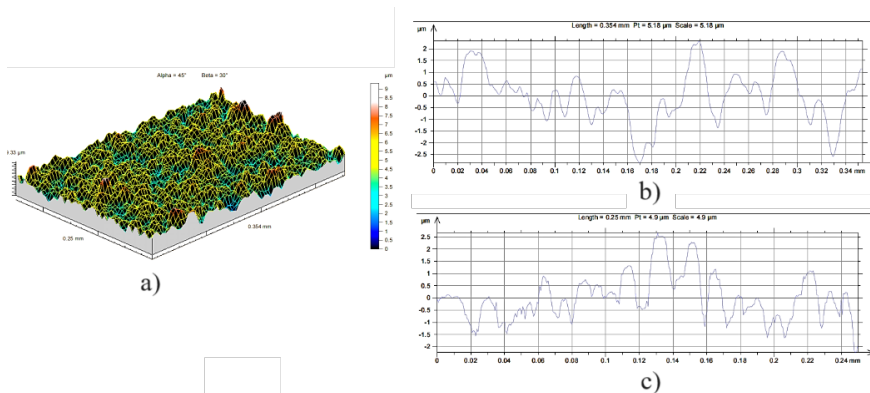 Alpha = 45° Beta = 30°
µm
9
8.5
8
7.5
7
6.5
6
5.5
5
4.5
4
3.5
3
2.5
2
1.5
1
0.5
0
9.33 µm
0.25 mm
0.354 mm
a)
Length = 0.354 mm Pt = 5.18 µm Scale = 5.18 µm
µm
2
1.5
1
0.5
0
-0.5
-1
-1.5
-2
-2.5
0 0.02 0.04 0.06 0.08 0.1 0.12 0.14 0.16 0.18 0.2 0.22 0.24 0.26 0.28 0.3 0.32 0.34 mm
b)
Length = 0.25 mm Pt = 4.9 µm Scale = 4.9 µm
µm
2.5
2
1.5
1
0.5
0
-0.5
-1
-1.5
-2
0 0.02 0.04 0.06 0.08 0.1 0.12 0.14 0.16 0.18 0.2 0.22 0.24 mm
c)